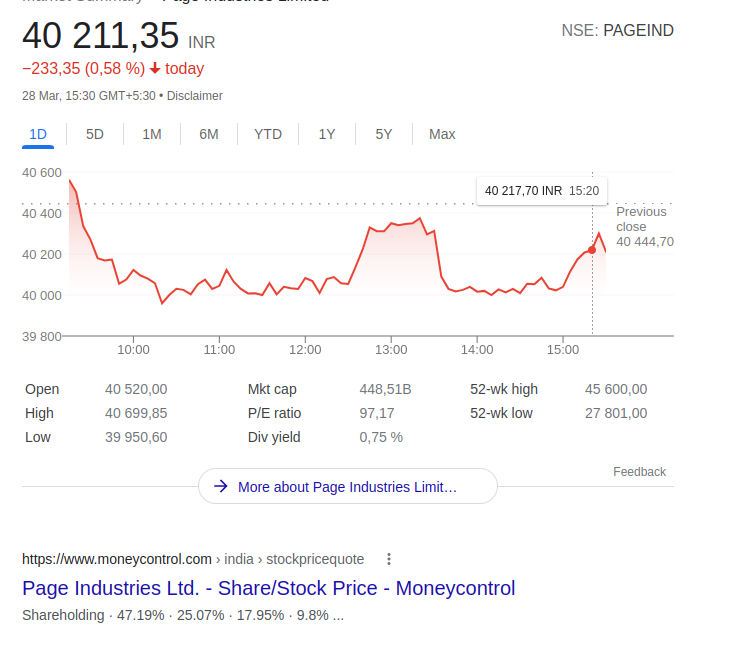 Market Summary > Page Industries Limited
40 211,35 INR
NSE: PAGEIND
−233,35 (0,58 %) ↓ today
28 Mar, 15:30 GMT+5:30 • Disclaimer
1D 5D 1M 6M YTD 1Y 5Y Max
40 600
40 400
40 200
40 000
39 800
40 217,70 INR 15:20
Previous
close
40 444,70
10:00 11:00 12:00 13:00 14:00 15:00
Open 40 520,00 Mkt cap 448,51B 52-wk high 45 600,00
High 40 699,85 P/E ratio 97,17 52-wk low 27 801,00
Low 39 950,60 Div yield 0,75 %
Feedback
→ More about Page Industries Limit…
https://www.moneycontrol.com › india › stockpricequote
Page Industries Ltd. - Share/Stock Price - Moneycontrol
Shareholding · 47.19% · 25.07% · 17.95% · 9.8% ...